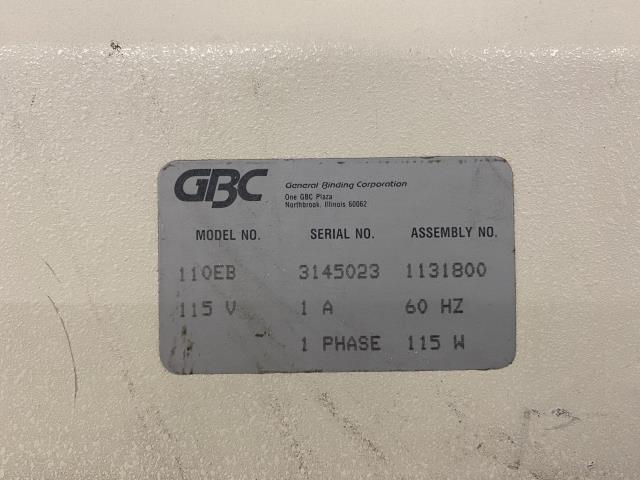 GBC
General Binding Corporation
One GBC Plaza
Northbrook, Illinois 60062
MODEL NO. SERIAL NO. ASSEMBLY NO.
110EB 3145023 1131800
115 V 1 A 60 HZ
1 PHASE 115 W